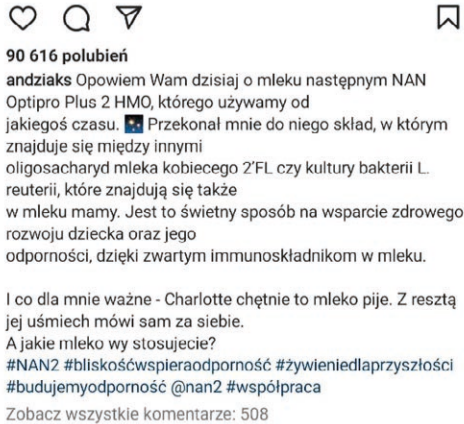 90 616 polubień
andziaks Opowiem Wam dzisiaj o mleku następnym NAN
Optipro Plus 2 HMO, którego używamy od
jakiegoś czasu. 🌠 Przekonał mnie do niego skład, w którym
znajduje się między innymi
oligosacharyd mleka kobiecego 2'FL czy kultury bakterii L.
reuterii, które znajdują się także
w mleku mamy. Jest to świetny sposób na wsparcie zdrowego
rozwoju dziecka oraz jego
odporności, dzięki zwartym immunoskładnikom w mleku.
I co dla mnie ważne - Charlotte chętnie to mleko pije. Z resztą
jej uśmiech mówi sam za siebie.
A jakie mleko wy stosujecie?
#NAN2 #bliskośćwspieraodporność #żywieniedlaprzyszłości
#budujemyodporność @nan2 #współpraca
Zobacz wszystkie komentarze: 508